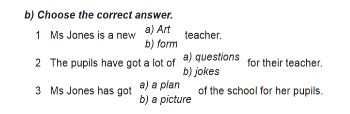 b) Choose the correct answer.
1 Ms Jones is a new a) Art teacher.
b) form
2 The pupils have got a lot of a) questions for their teacher.
b) jokes
3 Ms Jones has got a) a plan of the school for her pupils.
b) a picture